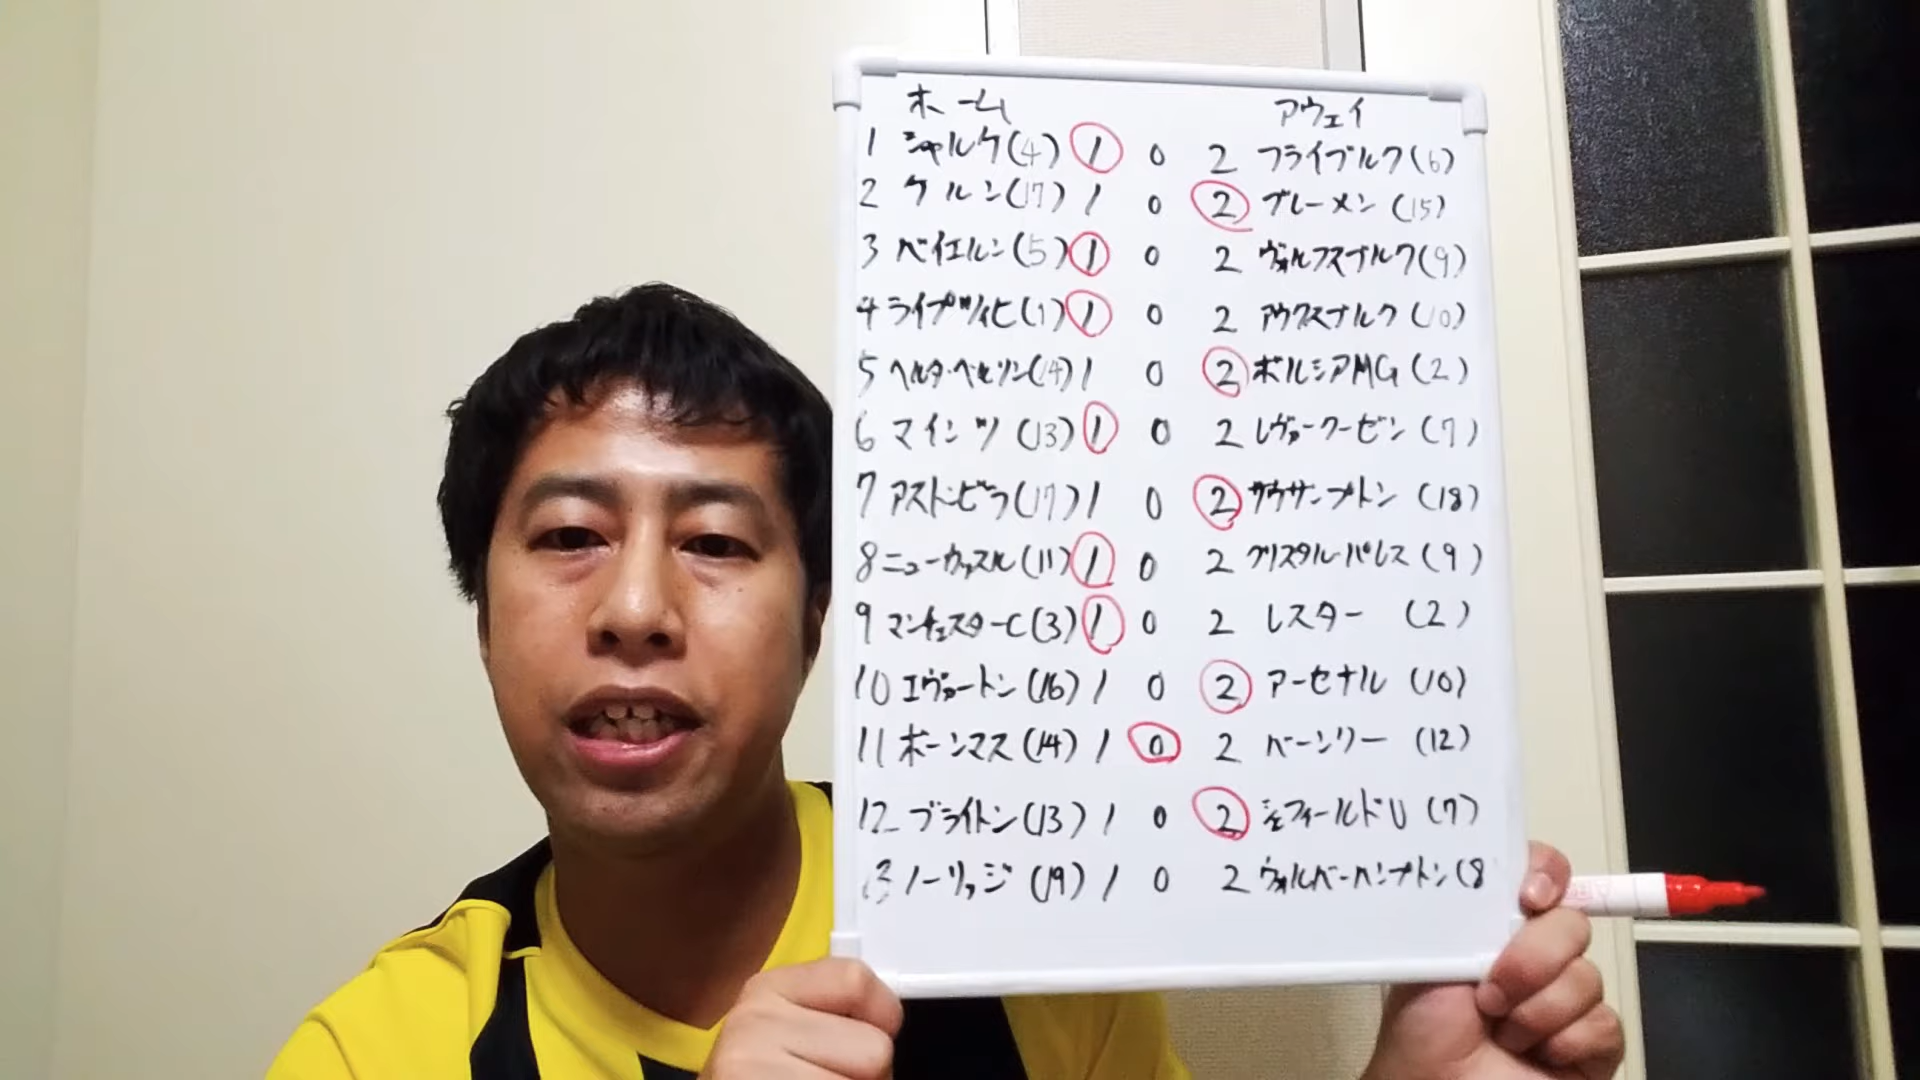 ホーム アウェイ
1 シャルケ(4) 1 0 2 フライブルク(6)
2 ケルン(17) 1 0 2 ブレーメン(15)
3 バイエルン(5) 1 0 2 ヴォルフスブルク(9)
4 ライプツィヒ(1) 1 0 2 アウクスブルク(10)
5 ヘルタ・ベルリン(14) 1 0 2 ボルシアMG(2)
6 マインツ(13) 1 0 2 レヴァークーゼン(7)
7 アストンビラ(17) 1 0 2 サウサンプトン(18)
8 ニューカッスル(11) 1 0 2 クリスタル・パレス(9)
9 マンチェスターC(3) 1 0 2 レスター(2)
10 エヴァートン(16) 1 0 2 アーセナル(10)
11 ボーンマス(14) 1 0 2 バーンリー(12)
12 ブライトン(13) 1 0 2 シェフィールドU(7)
13 ノーリッジ(19) 1 0 2 ウォルバーハンプトン(8